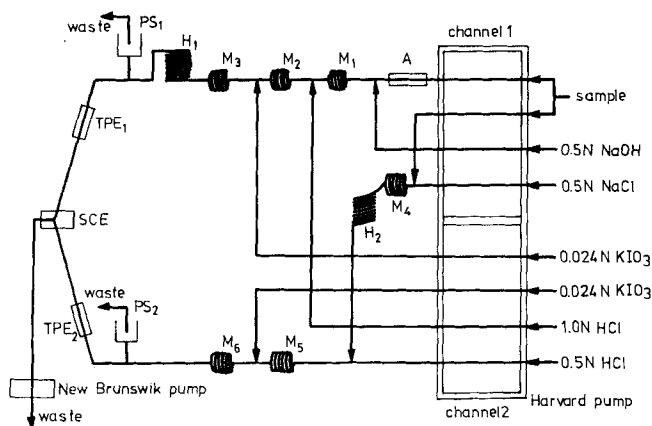 waste
PS1
H1
M3
M2
M1
A
channel 1
sample
TPE1
0.5N NaOH
0.5N NaCl
M4
H2
SCE
0.024N KIO3
0.024N KIO3
waste
PS2
TPE2
M6
M5
1.0N HCl
0.5N HCl
New Brunswik pump
channel2
Harvard pump
waste